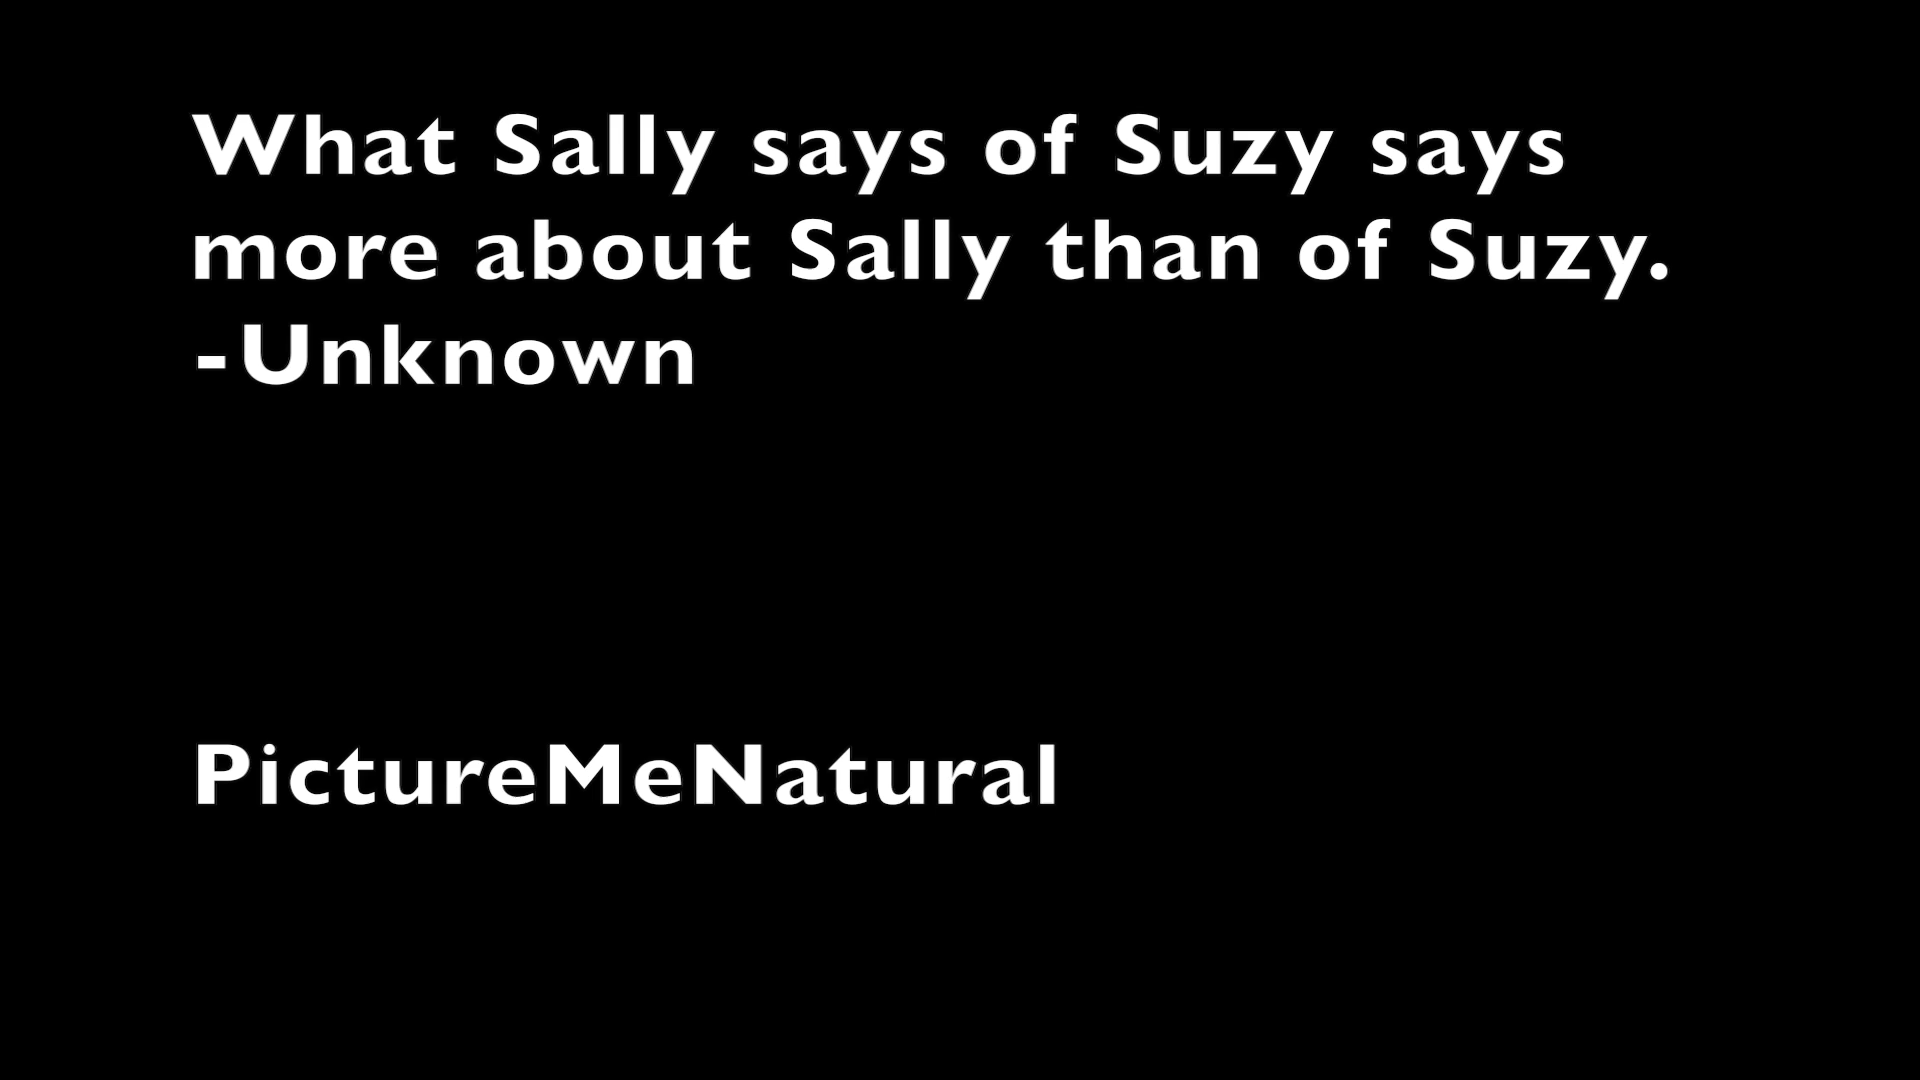 What Sally says of Suzy says
more about Sally than of Suzy.
-Unknown
PictureMeNatural